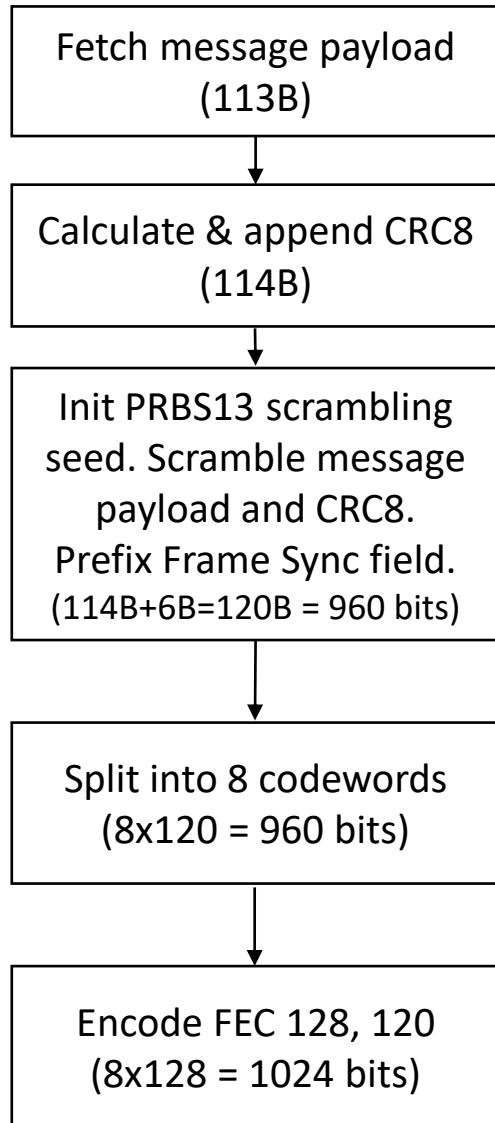 Fetch message payload
(113B)
Calculate & append CRC8
(114B)
Init PRBS13 scrambling
seed. Scramble message
payload and CRC8.
Prefix Frame Sync field.
(114B+6B=120B = 960 bits)
Split into 8 codewords
(8x120 = 960 bits)
Encode FEC 128, 120
(8x128 = 1024 bits)